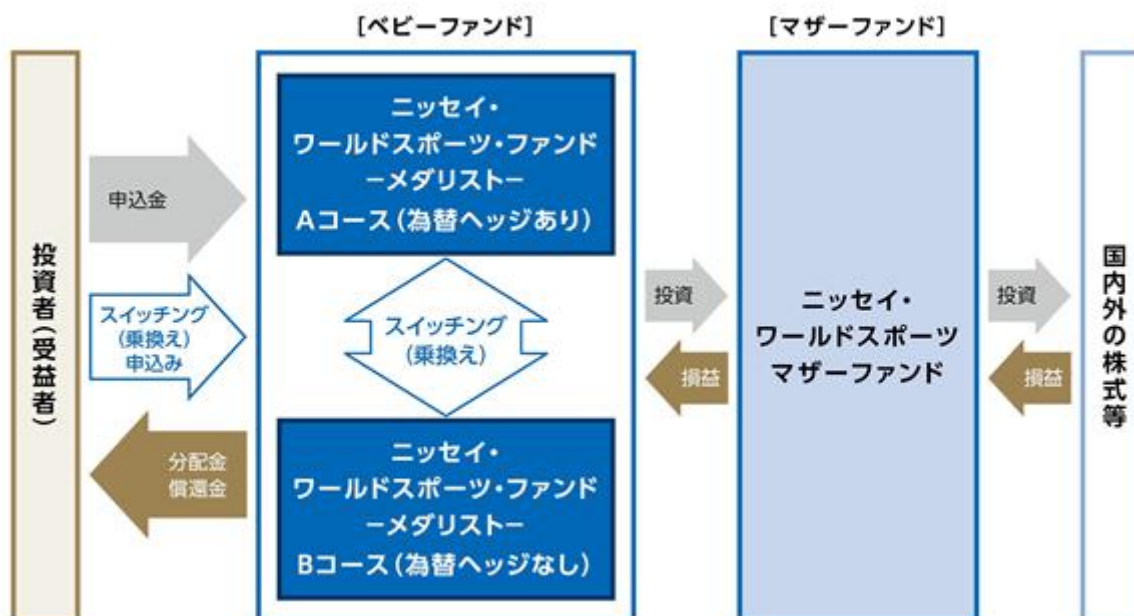 [ベビーファンド]
[マザーファンド]
投資者(受益者)
申込金
スイッチング
(乗換え)
申込み
分配金
償還金
ニッセイ・
ワールドスポーツ・ファンド
−メダリスト−
Aコース(為替ヘッジあり)
スイッチング
(乗換え)
ニッセイ・
ワールドスポーツ・ファンド
−メダリスト−
Bコース(為替ヘッジなし)
投資
損益
ニッセイ・
ワールドスポーツ
マザーファンド
投資
損益
国内外の株式等